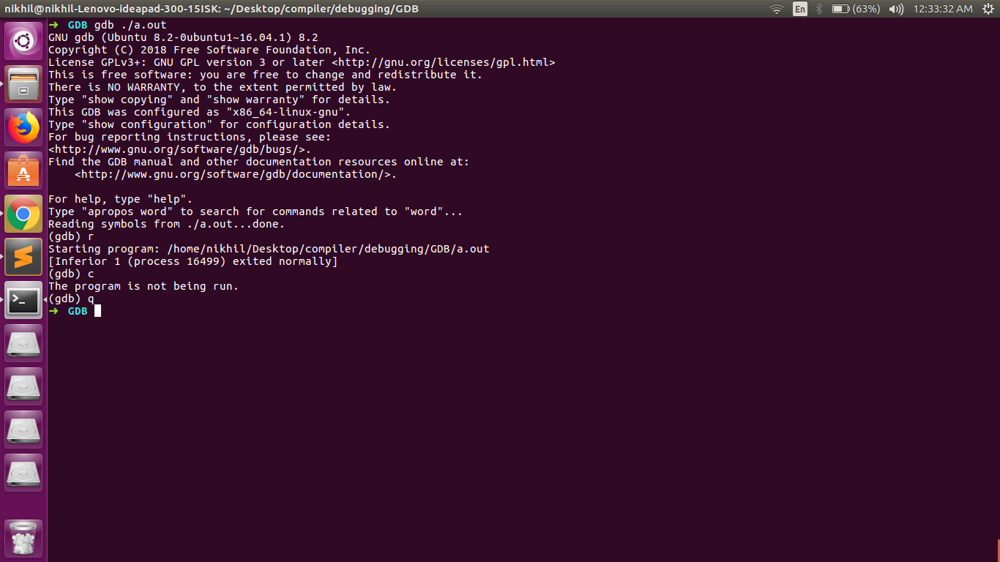 nikhil@nikhil-Lenovo-ideapad-300-15ISK: ~/Desktop/compiler/debugging/GDB
En (63%) 12:33:32 AM
➜ GDB gdb ./a.out
GNU gdb (Ubuntu 8.2-0ubuntu1~16.04.1) 8.2
Copyright (C) 2018 Free Software Foundation, Inc.
License GPLv3+: GNU GPL version 3 or later <http://gnu.org/licenses/gpl.html>
This is free software: you are free to change and redistribute it.
There is NO WARRANTY, to the extent permitted by law.
Type "show copying" and "show warranty" for details.
This GDB was configured as "x86_64-linux-gnu".
Type "show configuration" for configuration details.
For bug reporting instructions, please see:
<http://www.gnu.org/software/gdb/bugs/>.
Find the GDB manual and other documentation resources online at:
    <http://www.gnu.org/software/gdb/documentation/>.
For help, type "help".
Type "apropos word" to search for commands related to "word"...
Reading symbols from ./a.out...done.
(gdb) r
Starting program: /home/nikhil/Desktop/compiler/debugging/GDB/a.out
[Inferior 1 (process 16499) exited normally]
(gdb) c
The program is not being run.
(gdb) q
➜ GDB